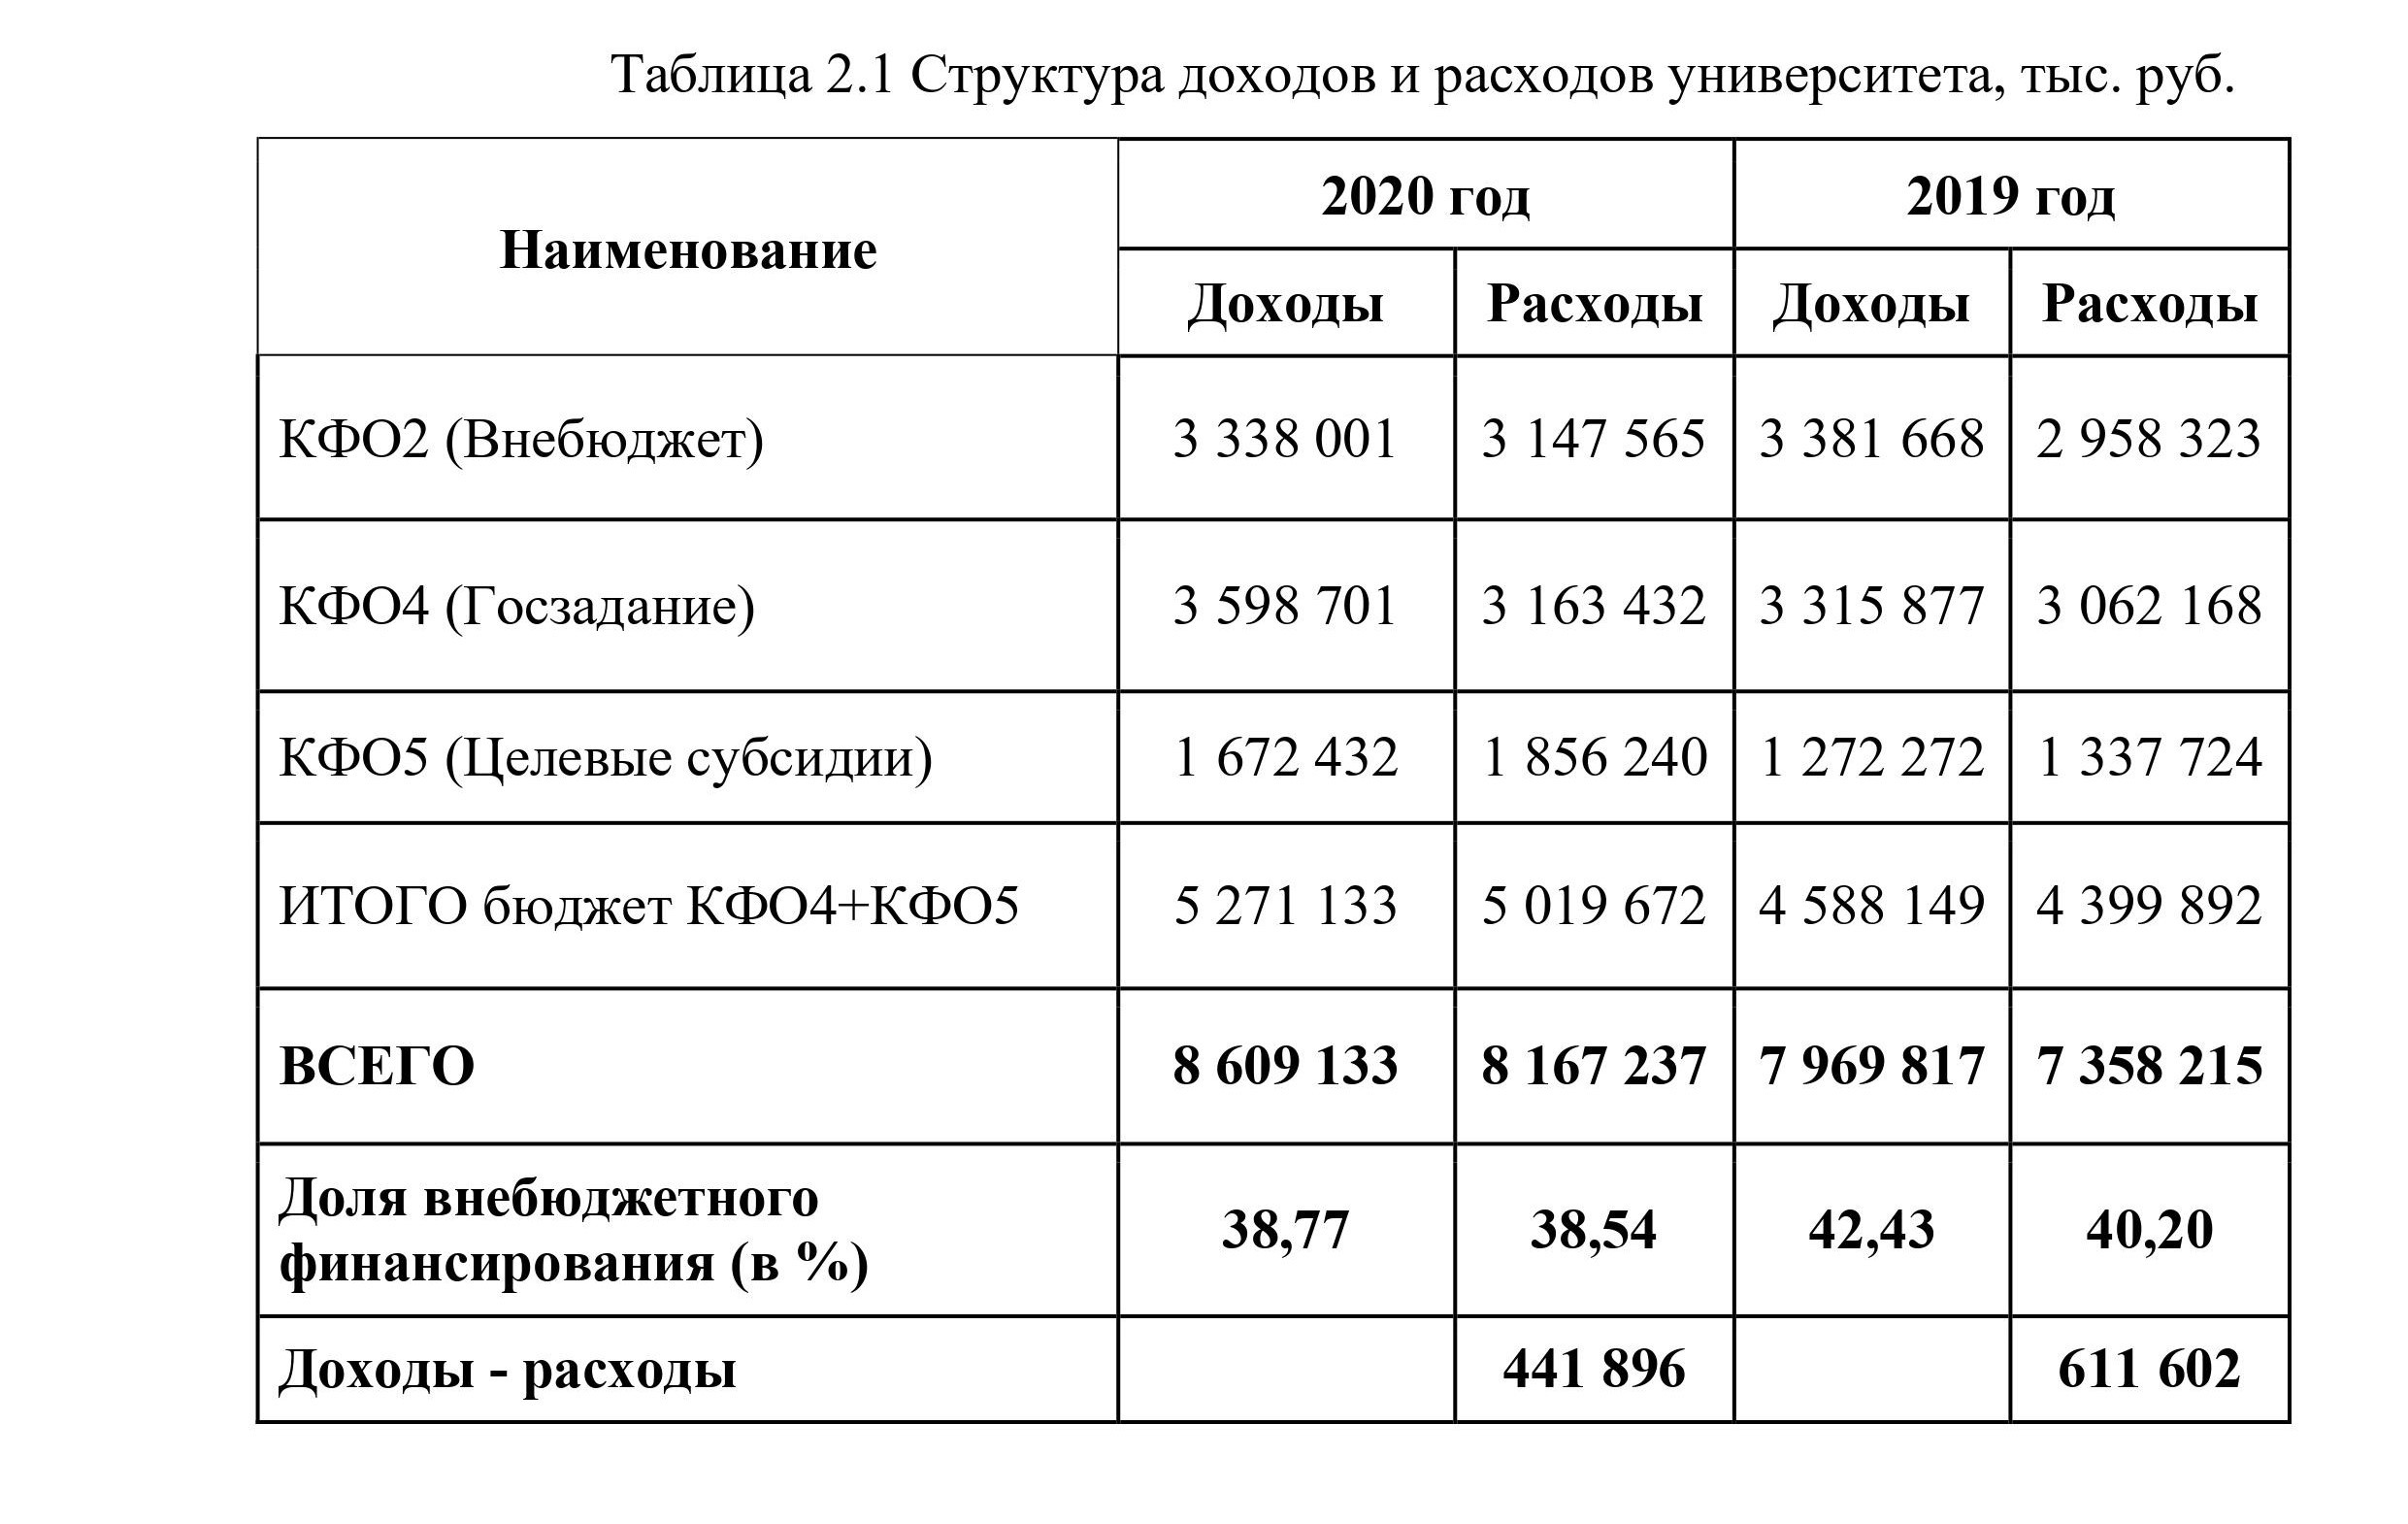 Таблица 2.1 Структура доходов и расходов университета, тыс. руб.
Наименование 2020 год 2019 год
Доходы Расходы Доходы Расходы
КФО2 (Внебюджет) 3 338 001 3 147 565 3 381 668 2 958 323
КФО4 (Госзадание) 3 598 701 3 163 432 3 315 877 3 062 168
КФО5 (Целевые субсидии) 1 672 432 1 856 240 1 272 272 1 337 724
ИТОГО бюджет КФО4+КФО5 5 271 133 5 019 672 4 588 149 4 399 892
ВСЕГО 8 609 133 8 167 237 7 969 817 7 358 215
Доля внебюджетного
финансирования (в %) 38,77 38,54 42,43 40,20
Доходы - расходы 441 896 611 602